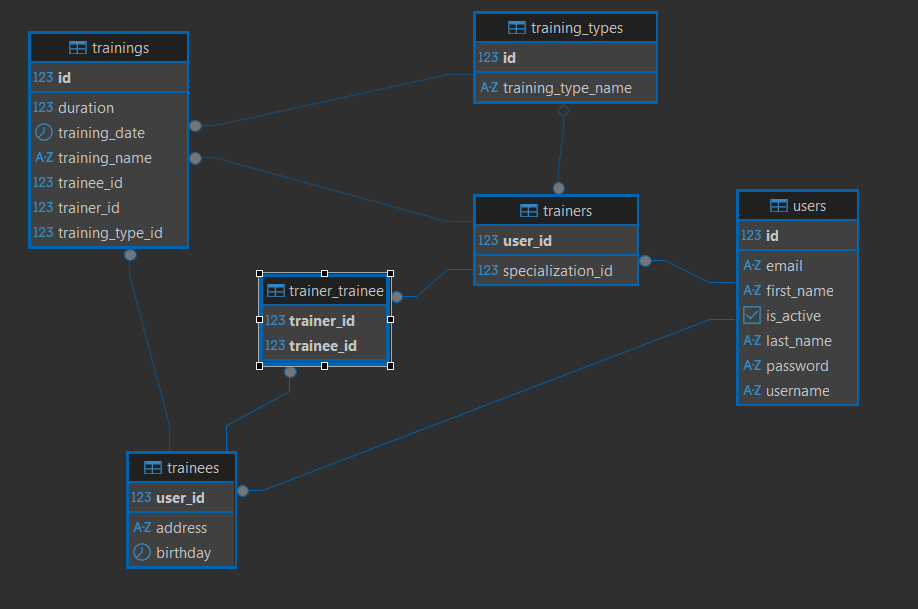 trainings
123 id
123 duration
training_date
A-Z training_name
123 trainee_id
123 trainer_id
123 training_type_id
training_types
123 id
A-Z training_type_name
trainers
123 user_id
123 specialization_id
users
123 id
A-Z email
A-Z first_name
is_active
A-Z last_name
A-Z password
A-Z username
trainer_trainee
123 trainer_id
123 trainee_id
trainees
123 user_id
A-Z address
birthday